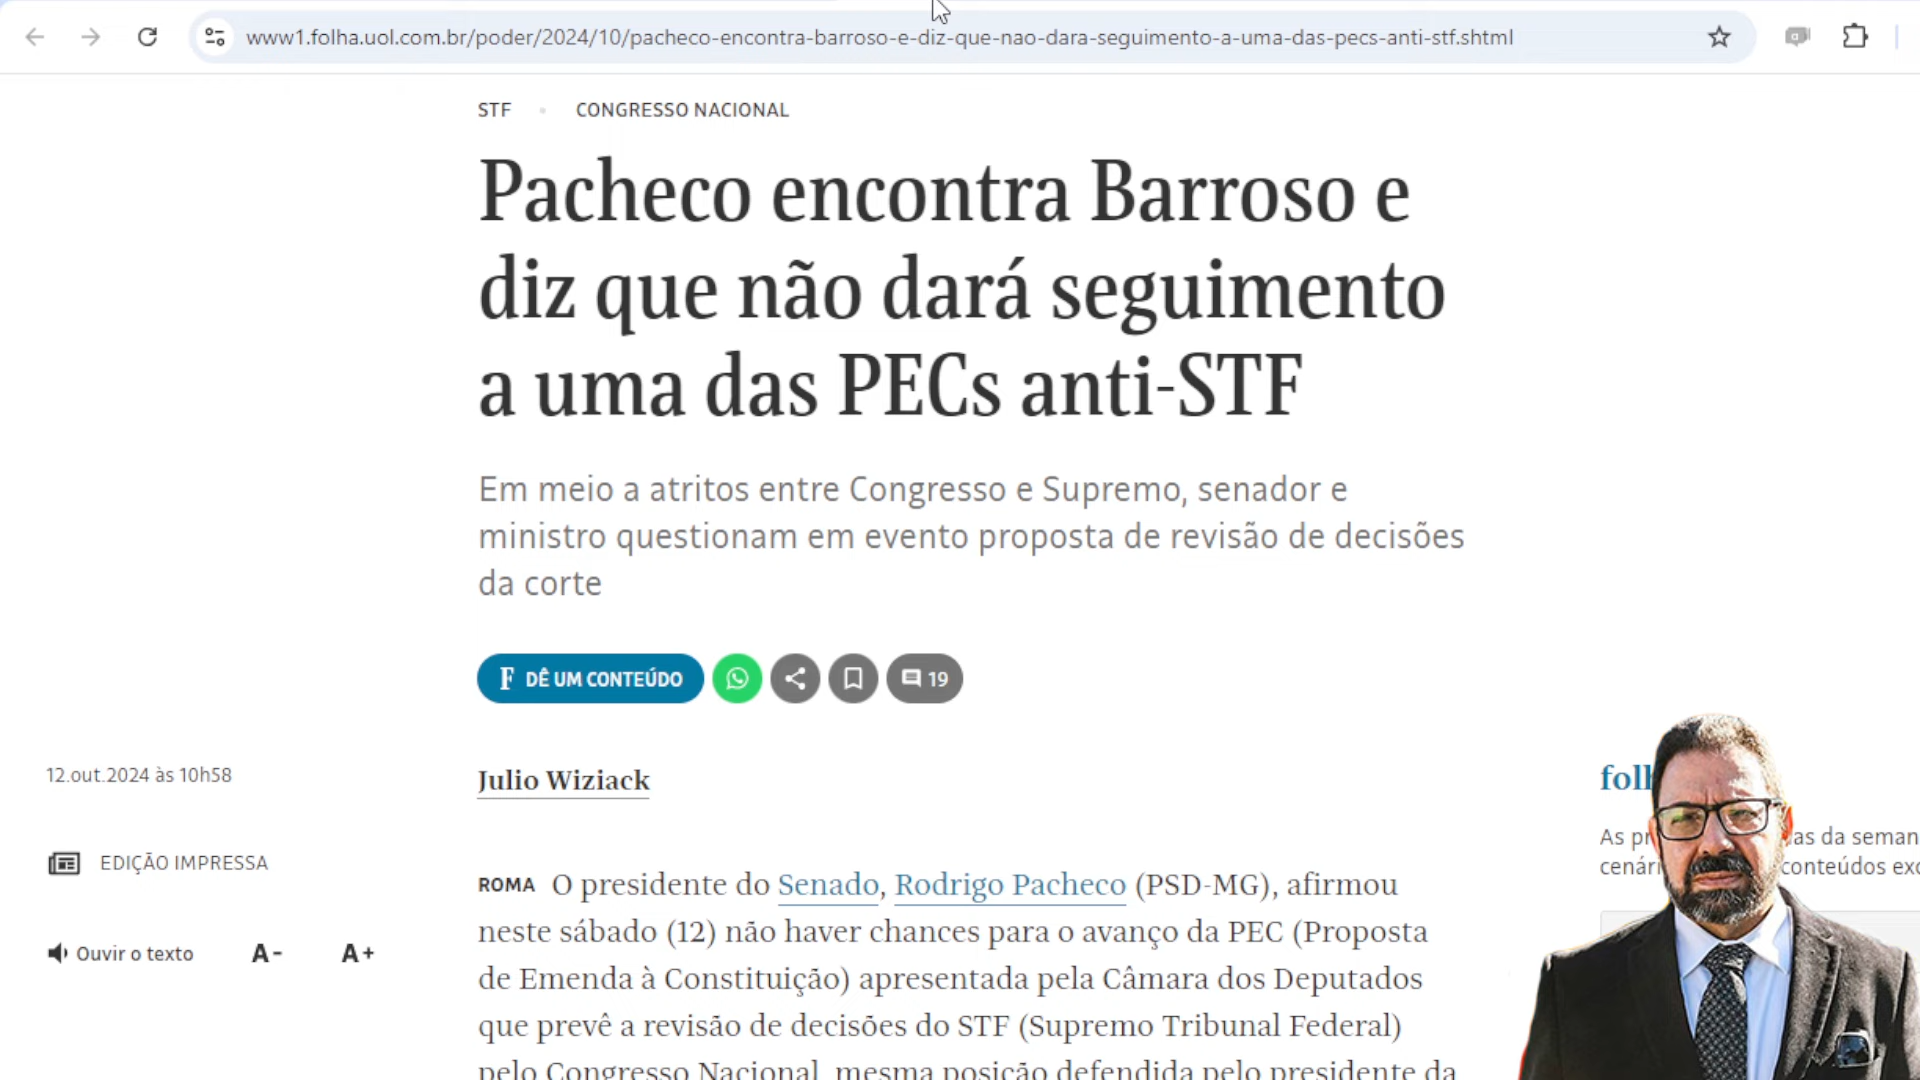 www1.folha.uol.com.br/poder/2024/10/pacheco-encontra-barroso-e-diz-que-nao-dara-seguimento-a-uma-das-pecs-anti-stf.shtml
STF • CONGRESSO NACIONAL
Pacheco encontra Barroso e
diz que não dará seguimento
a uma das PECs anti-STF
Em meio a atritos entre Congresso e Supremo, senador e
ministro questionam em evento proposta de revisão de decisões
da corte
F DÊ UM CONTEÚDO
19
12.out.2024 às 10h58
Julio Wiziack
EDIÇÃO IMPRESSA
Ouvir o texto A- A+
ROMA O presidente do Senado, Rodrigo Pacheco (PSD-MG), afirmou
neste sábado (12) não haver chances para o avanço da PEC (Proposta
de Emenda à Constituição) apresentada pela Câmara dos Deputados
que prevê a revisão de decisões do STF (Supremo Tribunal Federal)
pelo Congresso Nacional, mesma posição defendida pelo presidente da
As da
conteúdos